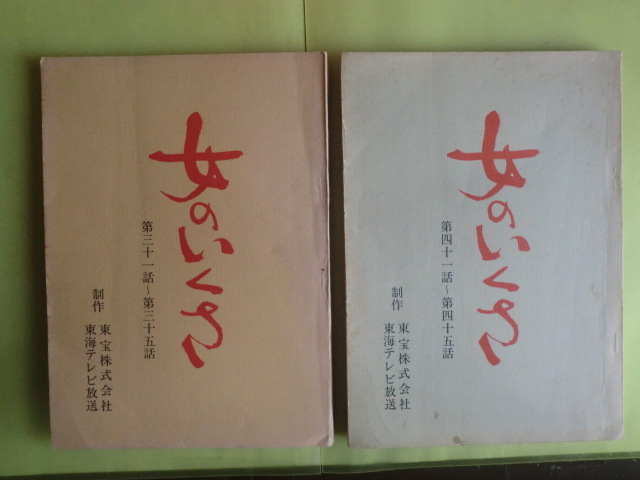 女のいくさ
第三十一話～第三十五話
制作 東宝株式会社
東海テレビ放送
女のいくさ
第四十一話～第四十五話
制作 東宝株式会社
東海テレビ放送